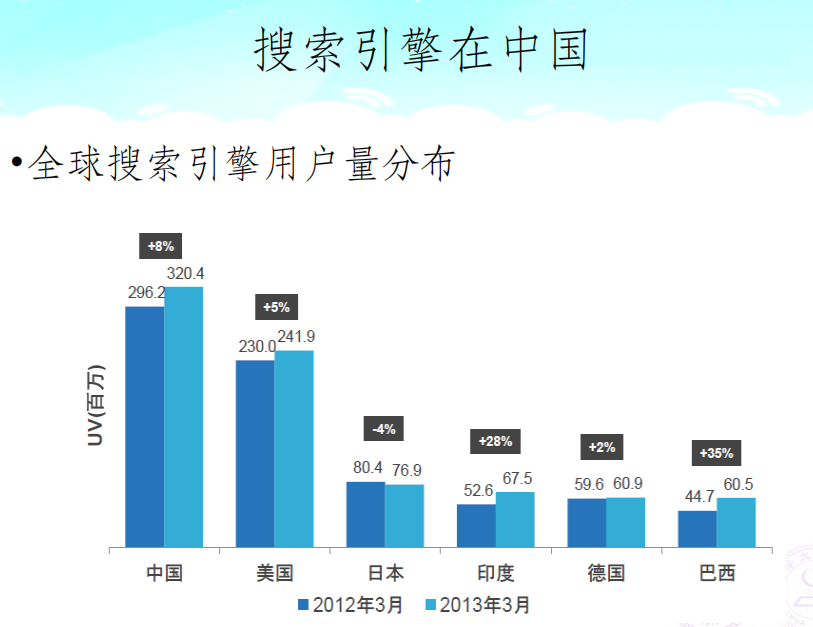 搜索引擎在中国
•全球搜索引擎用户量分布
+8%
296.2 320.4
+5%
230.0 241.9
-4%
80.4 76.9
+28%
52.6 67.5
+2%
59.6 60.9
+35%
44.7 60.5
UV(百万)
中国 美国 日本 印度 德国 巴西
2012年3月 2013年3月